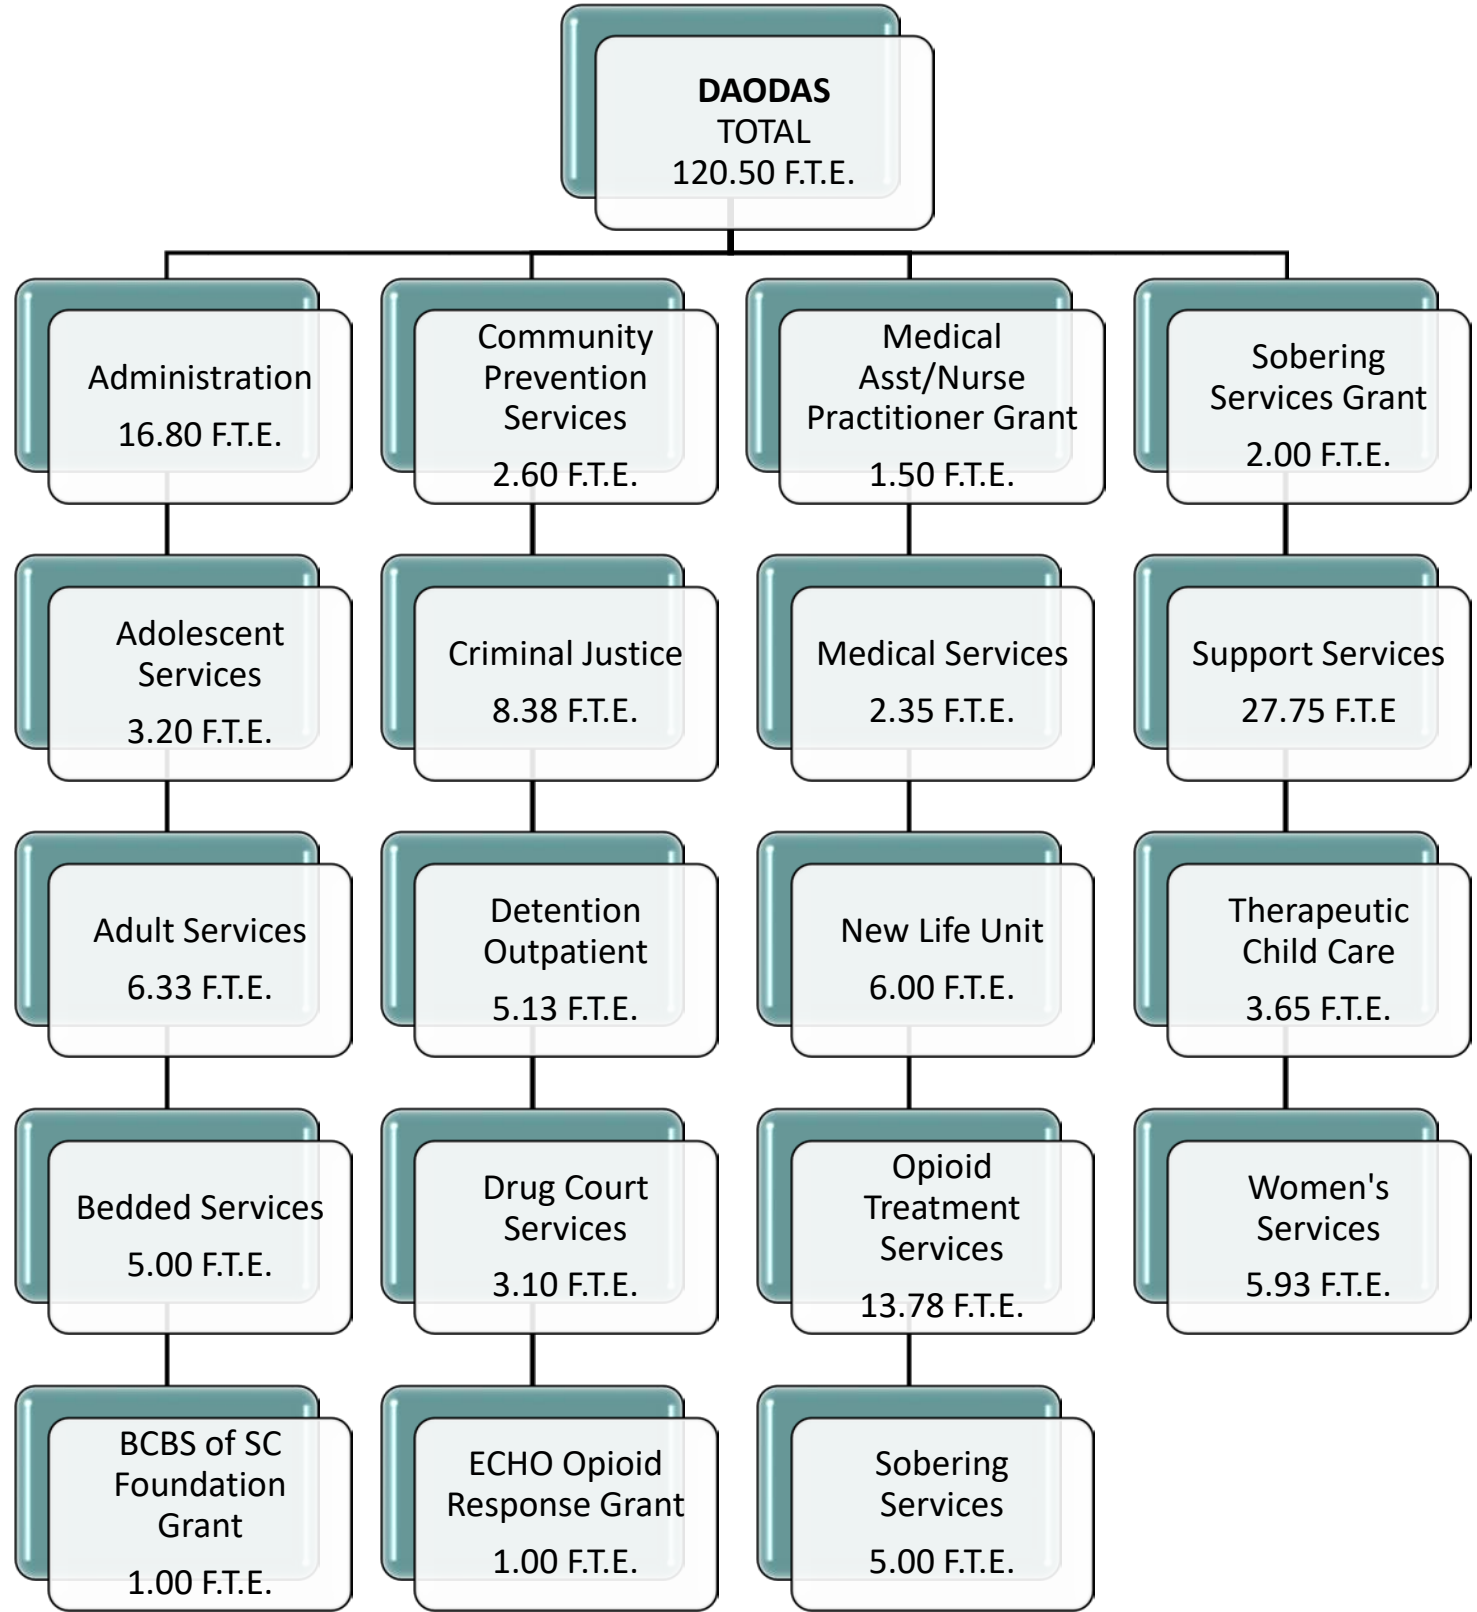 DAODAS
TOTAL
120.50 F.T.E.
Administration
16.80 F.T.E.
Community
Prevention
Services
2.60 F.T.E.
Medical
Asst/Nurse
Practitioner Grant
1.50 F.T.E.
Sobering
Services Grant
2.00 F.T.E.
Adolescent
Services
3.20 F.T.E.
Criminal Justice
8.38 F.T.E.
Medical Services
2.35 F.T.E.
Support Services
27.75 F.T.E
Adult Services
6.33 F.T.E.
Detention
Outpatient
5.13 F.T.E.
New Life Unit
6.00 F.T.E.
Therapeutic
Child Care
3.65 F.T.E.
Bedded Services
5.00 F.T.E.
Drug Court
Services
3.10 F.T.E.
Opioid
Treatment
Services
13.78 F.T.E.
Women's
Services
5.93 F.T.E.
BCBS of SC
Foundation
Grant
1.00 F.T.E.
ECHO Opioid
Response Grant
1.00 F.T.E.
Sobering
Services
5.00 F.T.E.